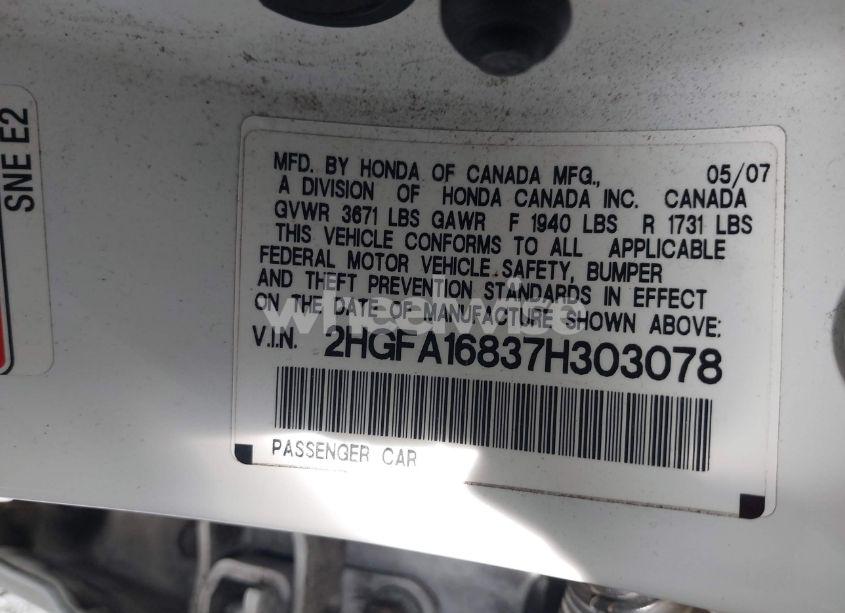 SNE E2
MFD. BY HONDA OF CANADA MFG., 05/07
A DIVISION OF HONDA CANADA INC. CANADA
GVWR 3671 LBS GAWR F 1940 LBS R 1731 LBS
THIS VEHICLE CONFORMS TO ALL APPLICABLE
FEDERAL MOTOR VEHICLE SAFETY, BUMPER
AND THEFT PREVENTION STANDARDS IN EFFECT
ON THE DATE OF MANUFACTURE SHOWN ABOVE:
V.I.N. 2HGFA16837H303078
PASSENGER CAR